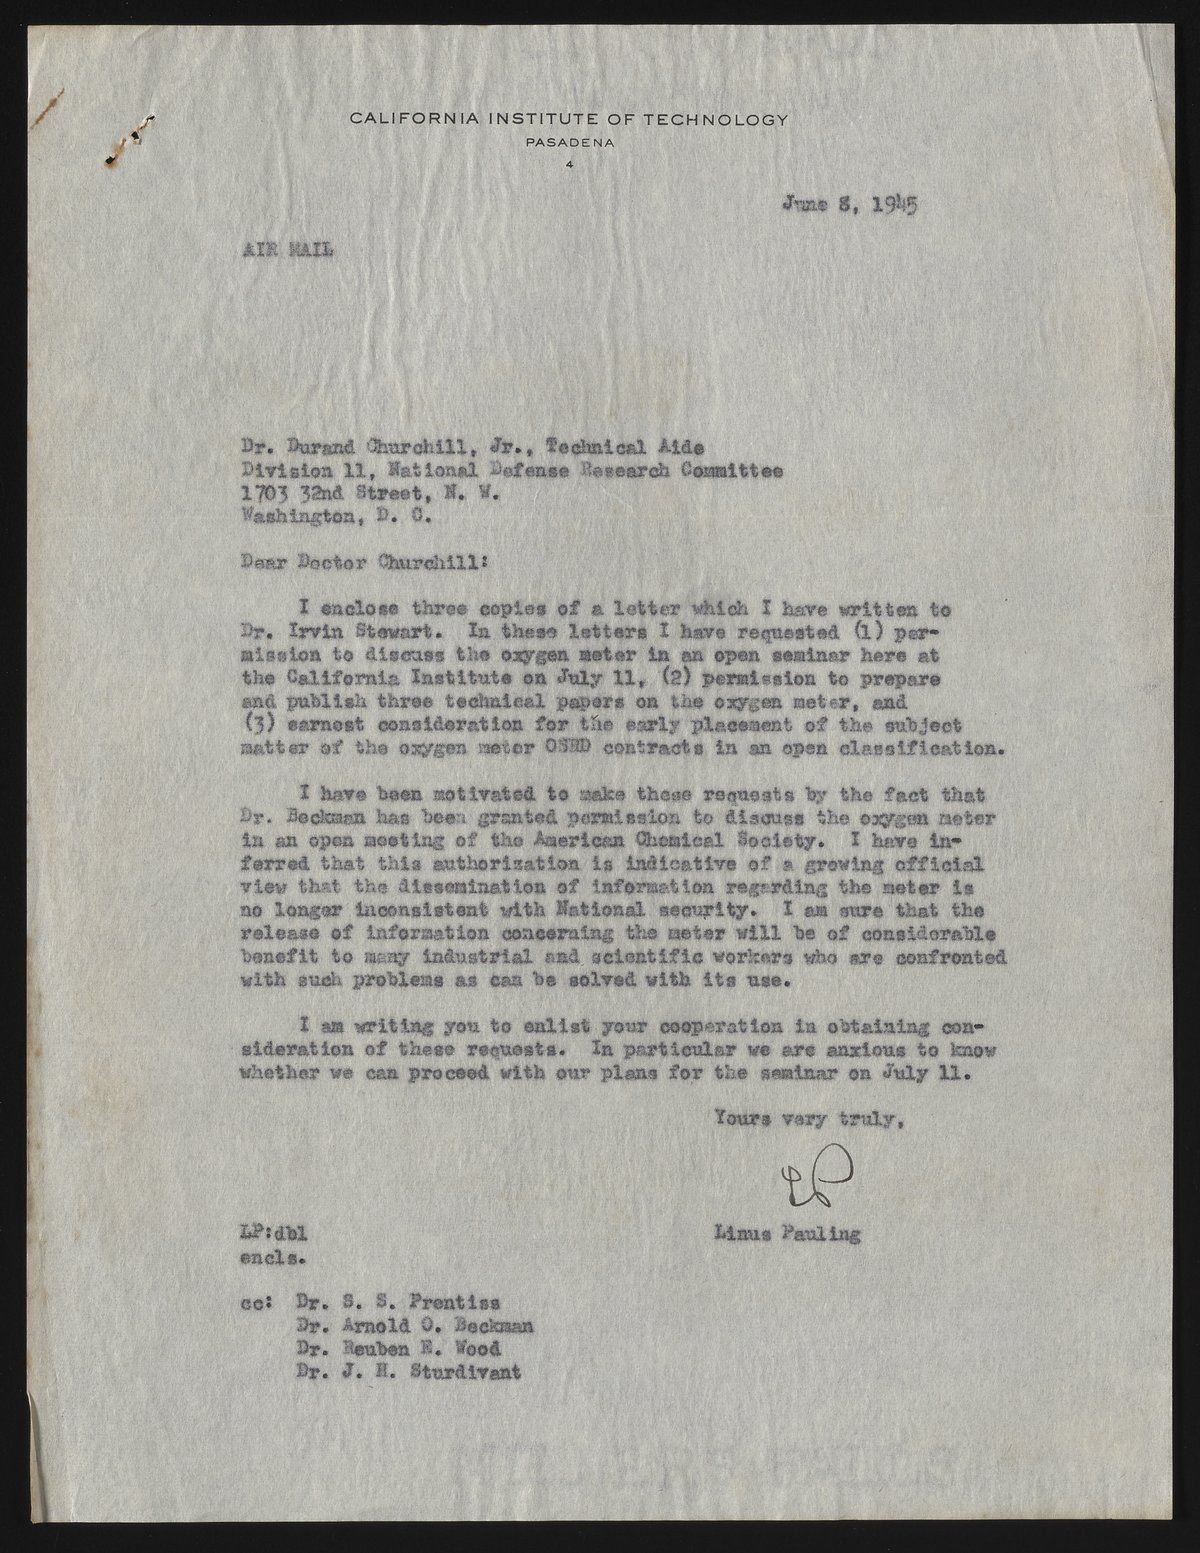 CALIFORNIA INSTITUTE OF TECHNOLOGY
PASADENA
4
June 8, 1945
AIR MAIL
Dr. Durand Churchill, Jr., Technical Aide
Division 11, National Defense Research Committee
1703 32nd Street, N. W.
Washington, D. C.
Dear Doctor Churchill:
I enclose three copies of a letter which I have written to
Dr. Irvin Stewart. In these letters I have requested (1) per-
mission to discuss the oxygen meter in an open seminar here at
the California Institute on July 11, (2) permission to prepare
and publish three technical papers on the oxygen meter, and
(3) earnest consideration for the early placement of the subject
matter of the oxygen meter OSRD contracts in an open classification.
I have been motivated to make these requests by the fact that
Dr. Beckman has been granted permission to discuss the oxygen meter
in an open meeting of the American Chemical Society. I have in-
ferred that this authorization is indicative of a growing official
view that the dissemination of information regarding the meter is
no longer inconsistent with National security. I am sure that the
release of information concerning the meter will be of considerable
benefit to many industrial and scientific workers who are confronted
with such problems as can be solved with its use.
I am writing you to enlist your cooperation in obtaining con-
sideration of these requests. In particular we are anxious to know
whether we can proceed with our plans for the seminar on July 11.
Yours very truly,
LP
LP:dbl
Linus Pauling
encls.
cc: Dr. S. S. Prentiss
Dr. Arnold O. Beckman
Dr. Reuben E. Wood
Dr. J. H. Sturdivant